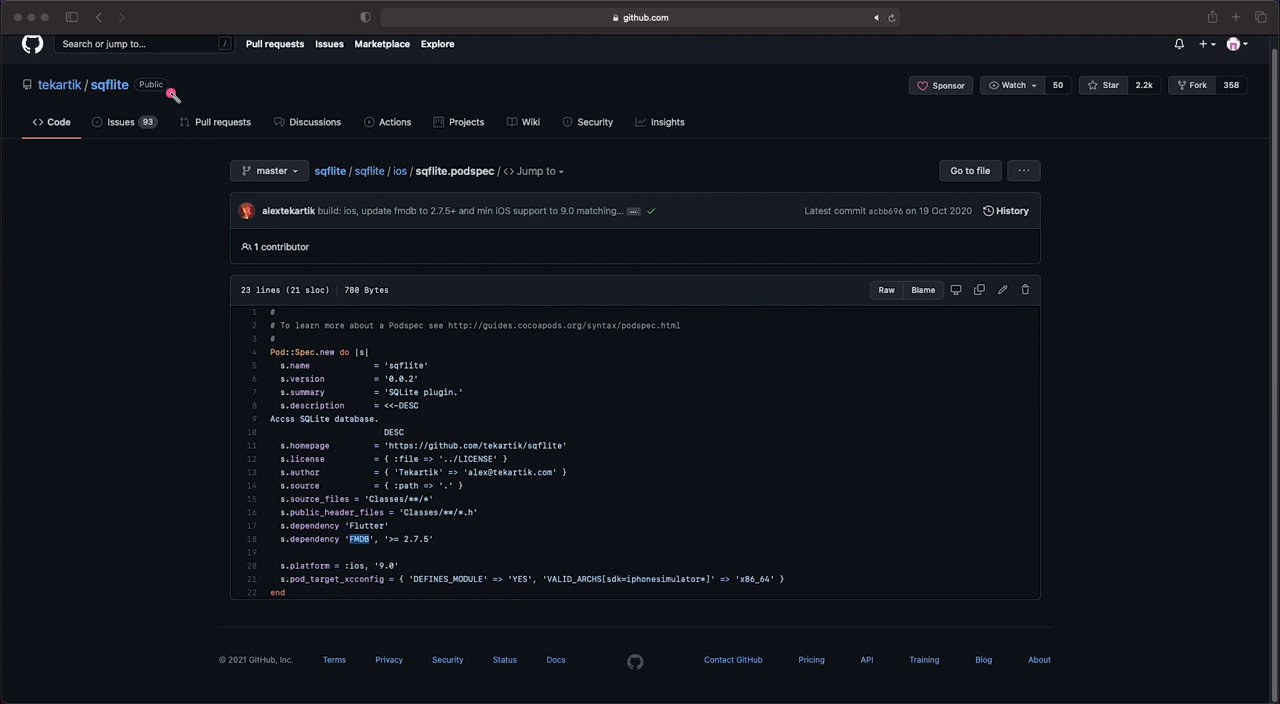 github.com
Search or jump to... /
Pull requests Issues Marketplace Explore
tekartik / sqflite Public
Sponsor Watch 50 Star 2.2k Fork 358
Code Issues 93 Pull requests Discussions Actions Projects Wiki Security Insights
master sqflite / sqflite / ios / sqflite.podspec / <> Jump to Go to file ...
alextekartik build: ios, update fmdb to 2.7.5+ and min iOS support to 9.0 matching... ... Latest commit acbb696 on 19 Oct 2020 History
1 contributor
23 lines (21 sloc) 780 Bytes Raw Blame
1 #
2 # To learn more about a Podspec see http://guides.cocoapods.org/syntax/podspec.html
3 #
4 Pod::Spec.new do |s|
5 s.name = 'sqflite'
6 s.version = '0.0.2'
7 s.summary = 'SQLite plugin.'
8 s.description = <<-DESC
9 Accss SQLite database.
10 DESC
11 s.homepage = 'https://github.com/tekartik/sqflite'
12 s.license = { :file => '../LICENSE' }
13 s.author = { 'Tekartik' => 'alex@tekartik.com' }
14 s.source = { :path => '.' }
15 s.source_files = 'Classes/**/*'
16 s.public_header_files = 'Classes/**/*.h'
17 s.dependency 'Flutter'
18 s.dependency 'FMDB', '>= 2.7.5'
19
20 s.platform = :ios, '9.0'
21 s.pod_target_xcconfig = { 'DEFINES_MODULE' => 'YES', 'VALID_ARCHS[sdk=iphonesimulator*]' => 'x86_64' }
22 end
© 2021 GitHub, Inc. Terms Privacy Security Status Docs Contact GitHub Pricing API Training Blog About